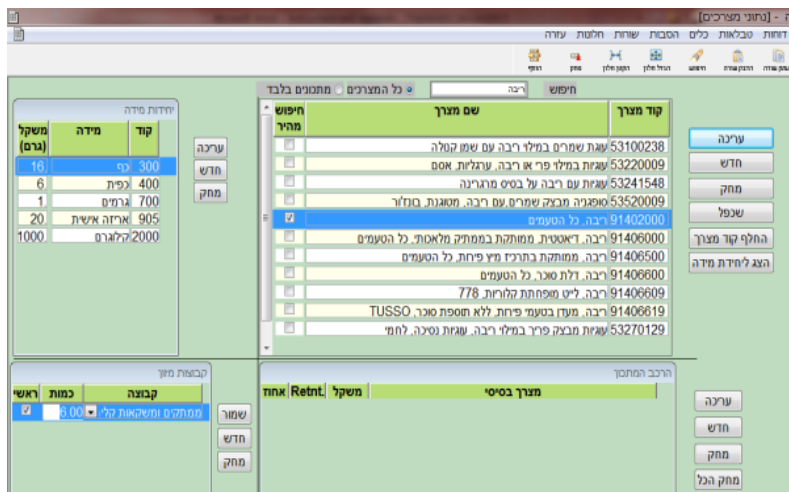 ה - [נתוני מצרכים]
דוחות טבלאות כלים הסבות שורות חלונות עזרה
חיפוש הגדל חלון הקטן חלון מחק הוסף
חיפוש ריבה כל המצרכים מתכונים בלבד
קוד מצרך שם מצרך חיפוש מהיר
53100238 עוגת שמרים במילוי ריבה עם שמן קנולה
53220009 עוגיות במילוי פרי או ריבה, ערגליות, אסם
53241548 עוגיות עם ריבה על בסיס מרגרינה
53520009 סופגניה מבצק שמרים,עם ריבה, מטוגנת, בונז'ור
91402000 ריבה, כל הטעמים
91406000 ריבה, דיאטטית, ממותקת בממתיק מלאכותי, כל הטעמים
91406500 ריבה, ממותקת בתרכיז מיץ פירות, כל הטעמים
91406600 ריבה, דלת סוכר, כל הטעמים
91406609 ריבה, לייט מופחתת קלוריות, 778
91406619 ריבה, מעדן בטעמי פירות, ללא תוספת סוכר, TUSSO
53270129 עוגיות מבצק פריך במילוי ריבה, עוגיות נסיכה, לחמי
עריכה
חדש
מחק
שכפל
החלף קוד מצרך
הצג ליחידת מידה
יחידות מידה
קוד מידה משקל (גרם)
300 כף 16
400 כפית 6
700 גרמים 1
905 אריזה אישית 20
2000 קילוגרם 1000
עריכה
חדש
מחק
הרכב המתכון
מצרך בסיסי משקל Retnt. אחוז
עריכה
חדש
מחק
מחק הכל
קבוצות מזון
קבוצה כמות ראשי
ממתקים ומשקאות קלי 6.00
שמור
חדש
מחק